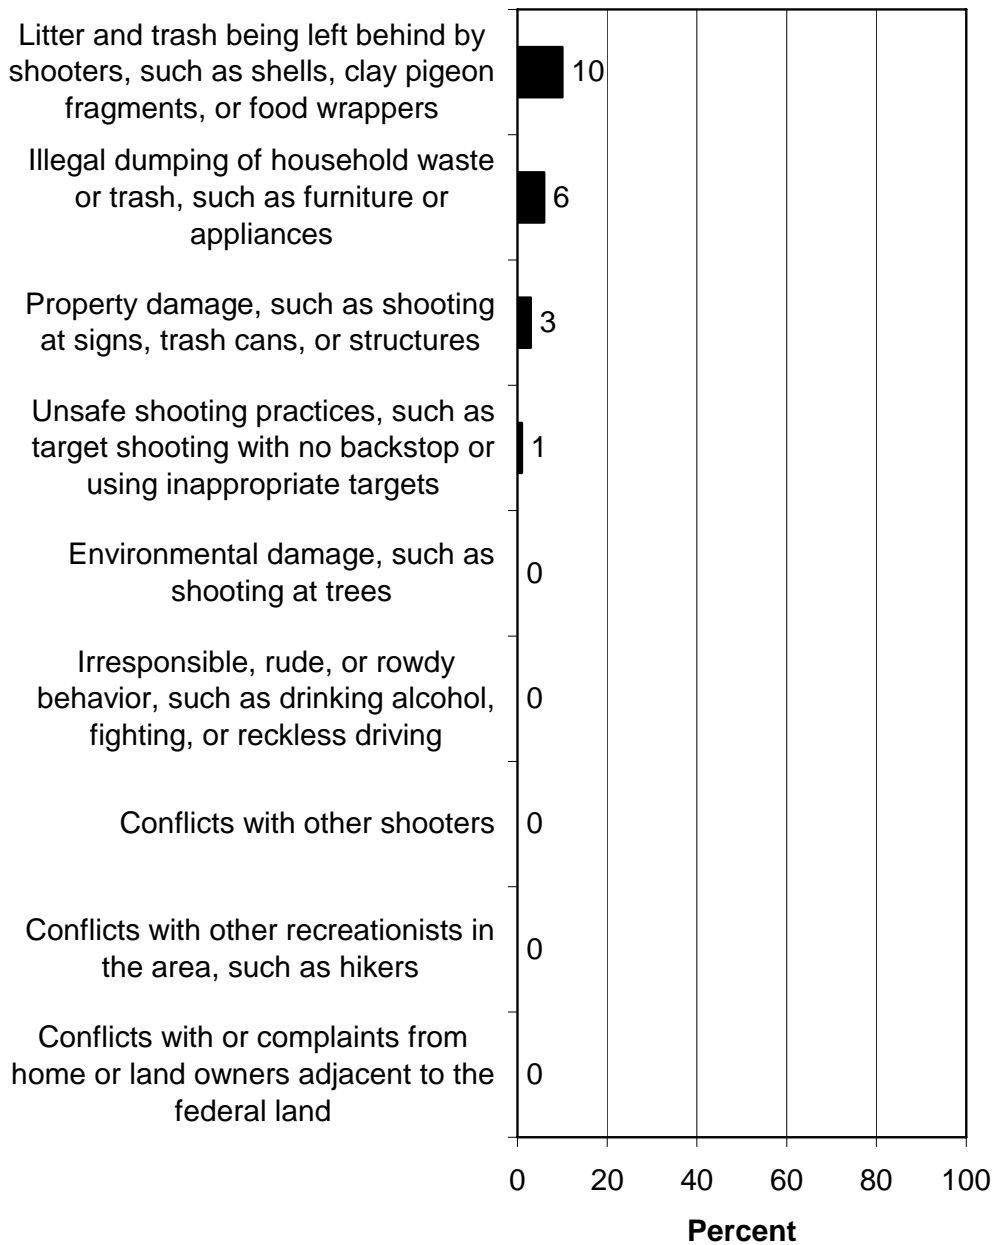 Litter and trash being left behind by
shooters, such as shells, clay pigeon
fragments, or food wrappers
10
Illegal dumping of household waste
or trash, such as furniture or
appliances
6
Property damage, such as shooting
at signs, trash cans, or structures
3
Unsafe shooting practices, such as
target shooting with no backstop or
using inappropriate targets
1
Environmental damage, such as
shooting at trees
0
Irresponsible, rude, or rowdy
behavior, such as drinking alcohol,
fighting, or reckless driving
0
Conflicts with other shooters
0
Conflicts with other recreationists in
the area, such as hikers
0
Conflicts with or complaints from
home or land owners adjacent to the
federal land
0
0 20 40 60 80 100
Percent